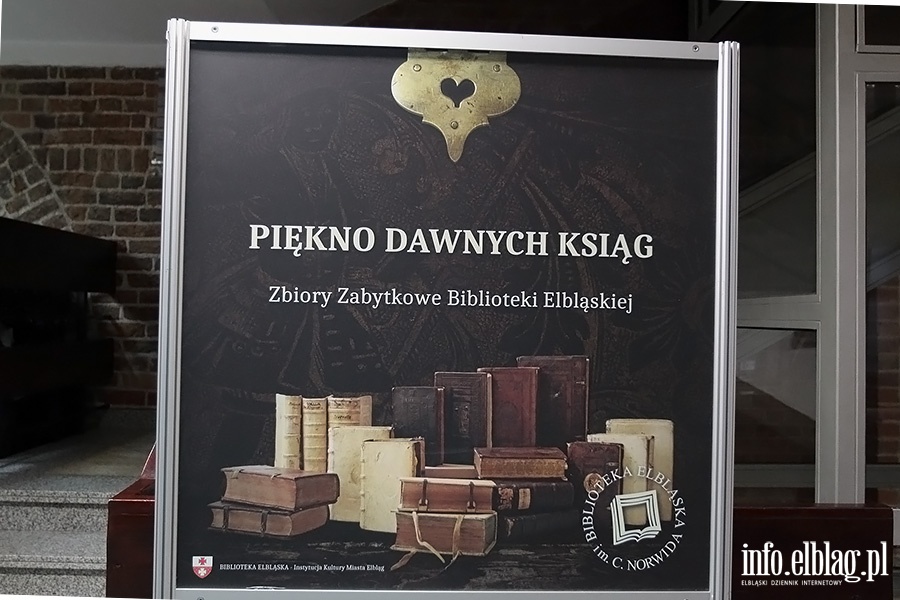 PIĘKNO DAWNYCH KSIĄG
Zbiory Zabytkowe Biblioteki Elbląskiej
BIBLIOTEKA ELBLĄSKA
im. C. NORWIDA
BIBLIOTEKA ELBLĄSKA - Instytucja Kultury Miasta Elbląg
info.elblag.pl
ELBLĄSKI DZIENNIK INTERNETOWY